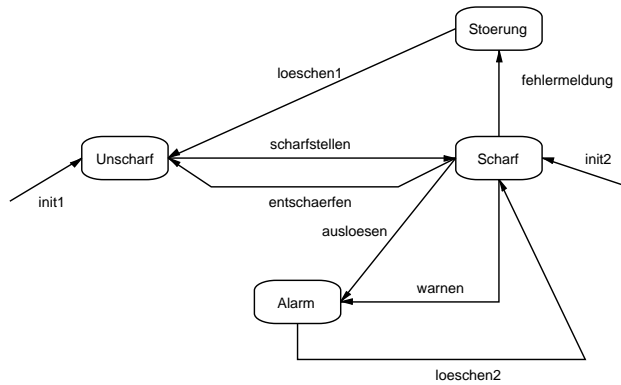 Stoerung
loeschen1
fehlermeldung
scharfstellen
Unscharf
Scharf
init2
init1
entschaerfen
ausloesen
Alarm
warnen
loeschen2